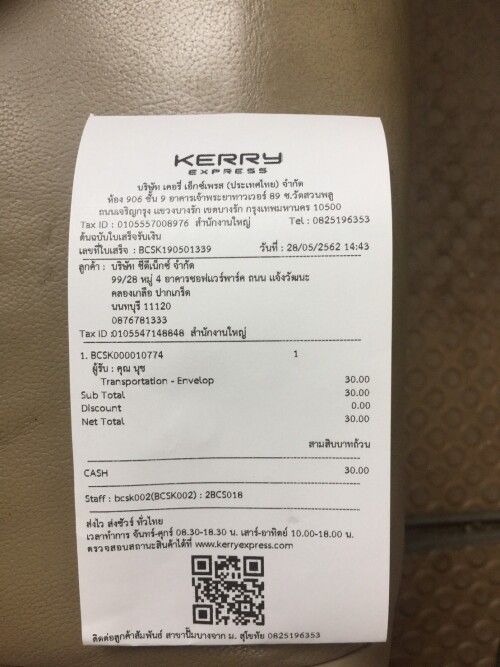 KERRY
EXPRESS
บริษัท เคอรี่ เอ็กซ์เพรส (ประเทศไทย) จำกัด
ห้อง 906 ชั้น 9 อาคารเจ้าพระยาทาวเวอร์ 89 ซ.วัดสวนพลู
ถนนเจริญกรุง แขวงบางรัก เขตบางรัก กรุงเทพมหานคร 10500
Tax ID : 0105557008976 สำนักงานใหญ่ Tel : 0825196353
ต้นฉบับใบเสร็จรับเงิน
เลขที่ใบเสร็จ : BCSK190501339 วันที่ : 28/05/2562 14:43
ลูกค้า : บริษัท ซีดีเน็กซ์ จำกัด
99/28 หมู่ 4 อาคารซอฟแวร์พาร์ค ถนน แจ้งวัฒนะ
คลองเกลือ ปากเกร็ด
นนทบุรี 11120
0876781333
Tax ID :0105547148848 สำนักงานใหญ่
1. BCSK000010774 1
ผู้รับ : คุณ นุช
Transportation - Envelop 30.00
Sub Total 30.00
Discount 0.00
Net Total 30.00
สามสิบบาทถ้วน
CASH 30.00
Staff : bcsk002(BCSK002) : 2BCS018
ส่งไว ส่งชัวร์ ทั่วไทย
เวลาทำการ จันทร์-ศุกร์ 08.30-18.30 น. เสาร์-อาทิตย์ 10.00-18.00 น.
ตรวจสอบสถานะสินค้าได้ที่ www.kerryexpress.com
ติดต่อลูกค้าสัมพันธ์ สาขาปั๊มบางจาก ม. สุโขทัย 0825196353